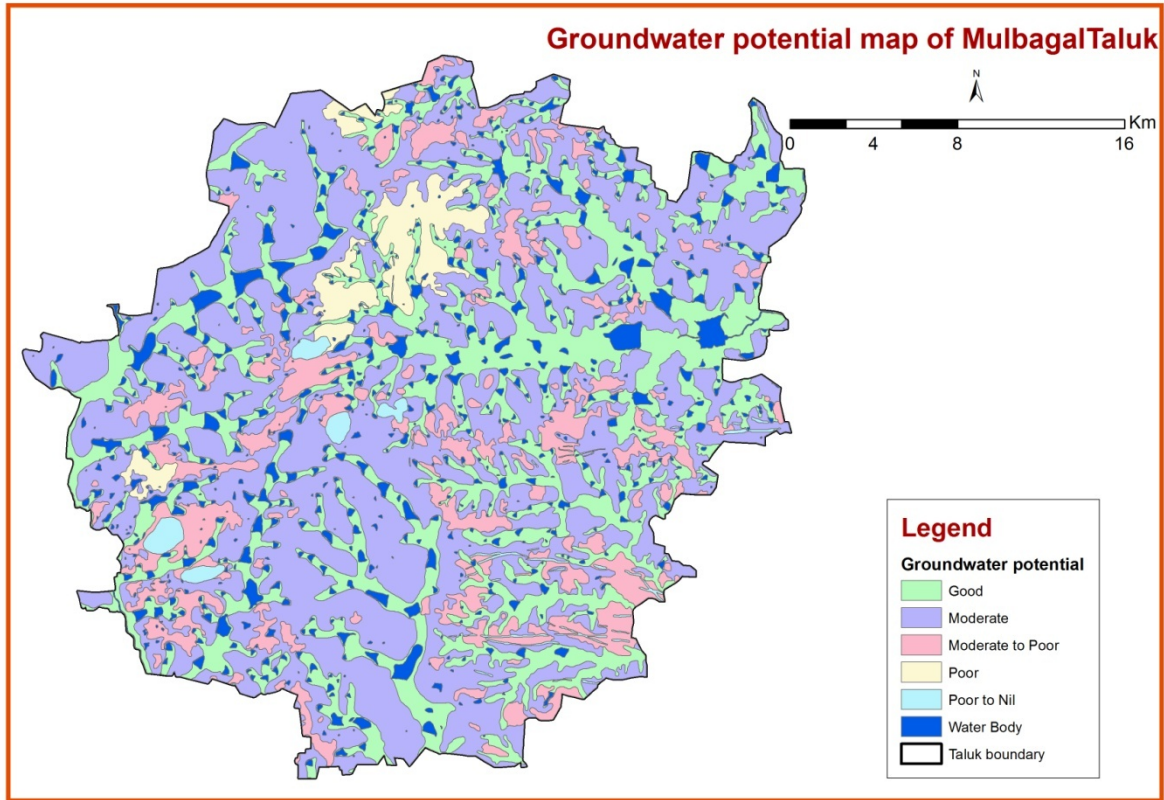 Groundwater potential map of MulbagalTaluk
N
Km
0 4 8 16
Legend
Groundwater potential
Good
Moderate
Moderate to Poor
Poor
Poor to Nil
Water Body
Taluk boundary